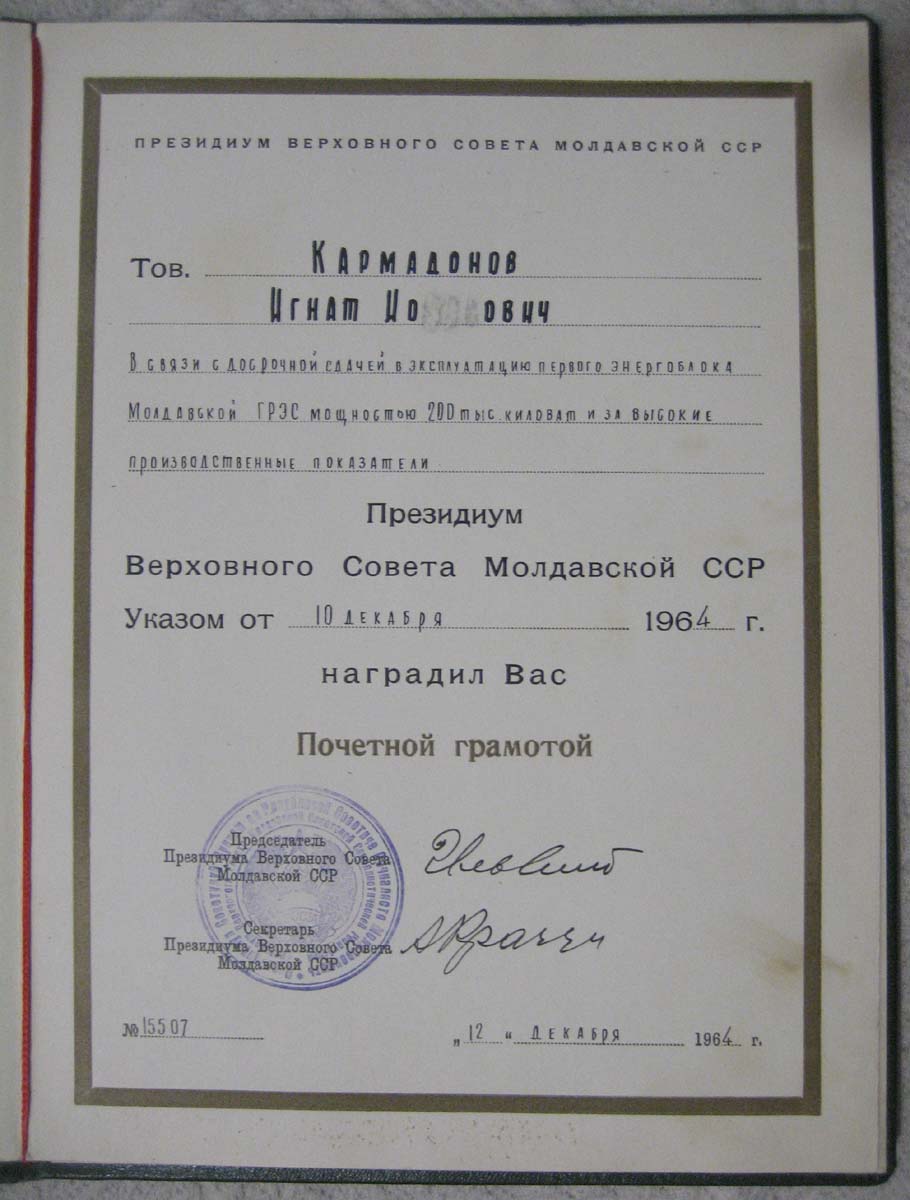 ПРЕЗИДИУМ ВЕРХОВНОГО СОВЕТА МОЛДАВСКОЙ ССР
Тов. КАРМАДОНОВ
ИГНАТ
В СВЯЗИ С ДОСРОЧНОЙ СДАЧЕЙ В ЭКСПЛУАТАЦИЮ ПЕРВОГО ЭНЕРГОБЛОКА
МОЛДАВСКОЙ ГРЭС МОЩНОСТЬЮ 200 ТЫС. КИЛОВАТ И ЗА ВЫСОКИЕ
ПРОИЗВОДСТВЕННЫЕ ПОКАЗАТЕЛИ
Президиум
Верховного Совета Молдавской ССР
Указом от 10 ДЕКАБРЯ 1964 г.
наградил Вас
Почетной грамотой
Председатель
Президиума Верховного Совета
Молдавской ССР
Секретарь
Президиума Верховного Совета
Молдавской ССР
№ 15507
„12“ ДЕКАБРЯ 1964 г.